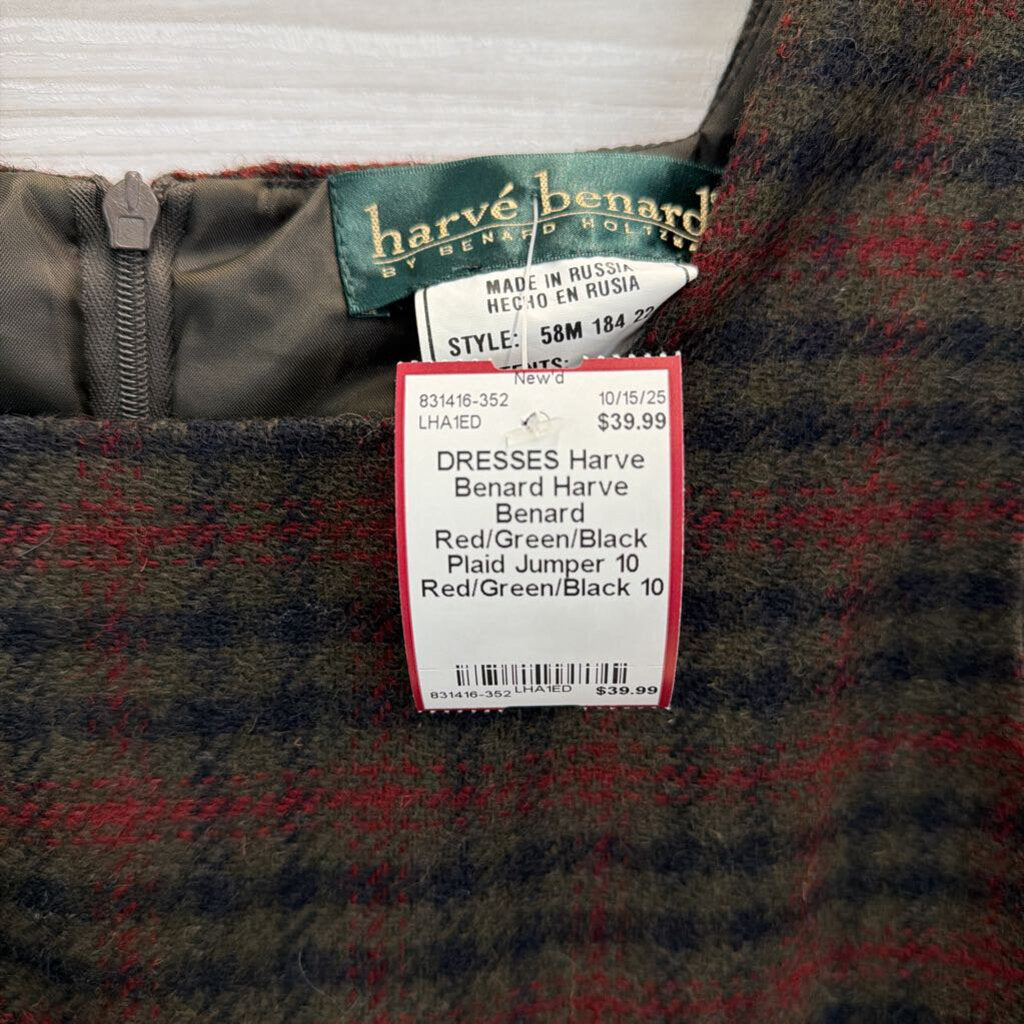 harvé benard
BY BENARD HOLTZMAN
MADE IN RUSSIA
HECHO EN RUSIA
STYLE: 58M 184 22
New'd
831416-352 10/15/25
LHA1ED $39.99
DRESSES Harve
Benard Harve
Benard
Red/Green/Black
Plaid Jumper 10
Red/Green/Black 10
831416-352 LHA1ED $39.99